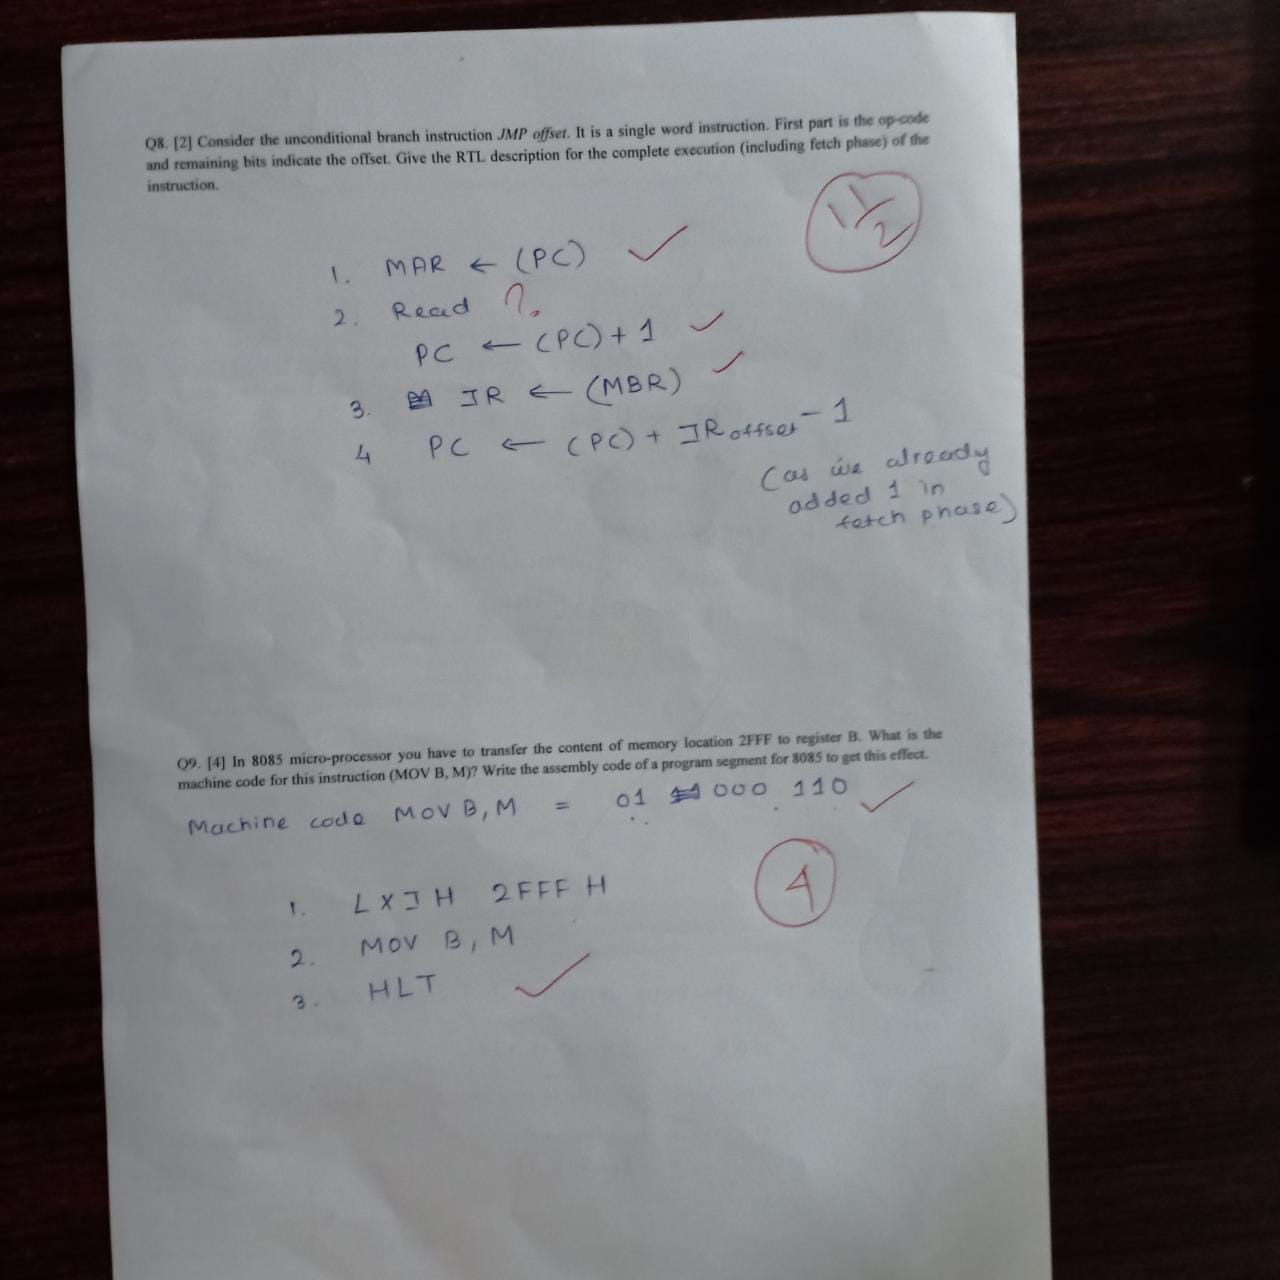 Q8. [2] Consider the unconditional branch instruction JMP offset. It is a single word instruction. First part is the op-code
and remaining bits indicate the offset. Give the RTL description for the complete execution (including fetch phase) of the
instruction.
1 1/2
1. MAR ← (PC)
2. Read ?
PC ← (PC) + 1
3. IR ← (MBR)
4 PC ← (PC) + IR offset - 1
(as we already
added 1 in
fetch phase)
Q9. [4] In 8085 micro-processor you have to transfer the content of memory location 2FFF to register B. What is the
machine code for this instruction (MOV B, M)? Write the assembly code of a program segment for 8085 to get this effect.
Machine code MOV B, M = 01 000 110
4
1. LXI H 2FFF H
2. MOV B, M
3. HLT